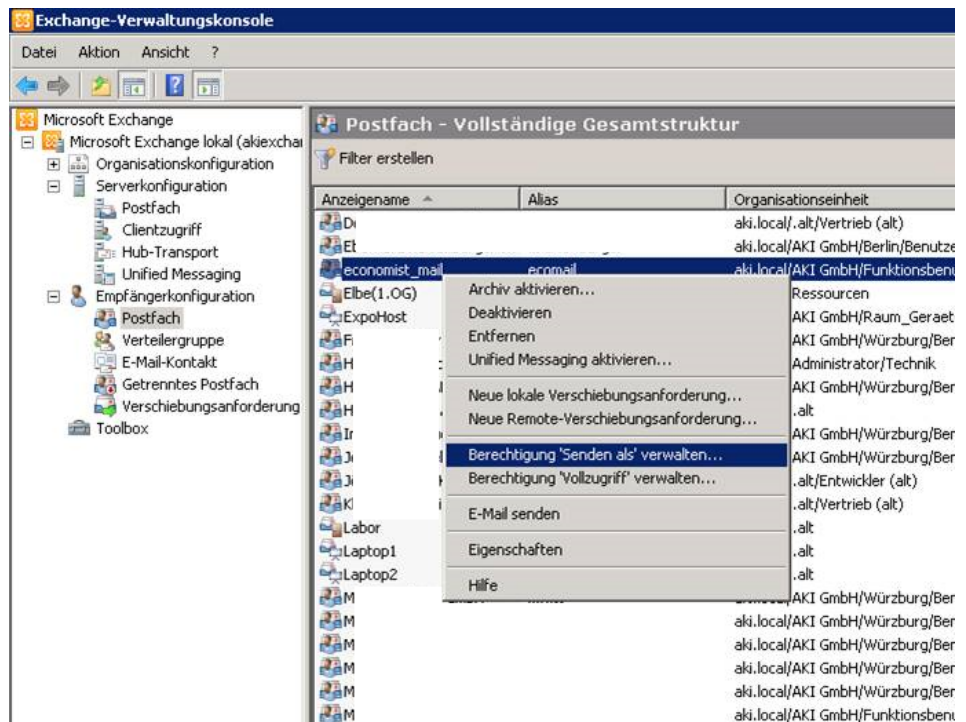 Exchange-Verwaltungskonsole
Datei Aktion Ansicht ?
Microsoft Exchange
Microsoft Exchange lokal (akiexchar
Organisationskonfiguration
Serverkonfiguration
Postfach
Clientzugriff
Hub-Transport
Unified Messaging
Empfängerkonfiguration
Postfach
Verteilergruppe
E-Mail-Kontakt
Getrenntes Postfach
Verschiebungsanforderung
Toolbox
Postfach - Vollständige Gesamtstruktur
Filter erstellen
Anzeigename Alias Organisationseinheit
aki.local/.alt/Vertrieb (alt)
Et aki.local/AKI GmbH/Berlin/Benutze
economist_mail ecomail aki.local/AKI GmbH/Funktionsbenu
Elbe(1.OG) Ressourcen
ExpoHost AKI GmbH/Raum_Geraet
F AKI GmbH/Würzburg/Ber
H Administrator/Technik
H AKI GmbH/Würzburg/Ber
H .alt
Ir AKI GmbH/Würzburg/Ber
J AKI GmbH/Würzburg/Ber
.alt/Entwickler (alt)
K .alt/Vertrieb (alt)
Labor .alt
Laptop1 .alt
Laptop2 .alt
M aki.local/AKI GmbH/Würzburg/Ber
M aki.local/AKI GmbH/Würzburg/Ber
M aki.local/AKI GmbH/Würzburg/Ber
M aki.local/AKI GmbH/Würzburg/Ber
M aki.local/AKI GmbH/Würzburg/Ber
M aki.local/AKI GmbH/Funktionsbenu
Archiv aktivieren...
Deaktivieren
Entfernen
Unified Messaging aktivieren...
Neue lokale Verschiebungsanforderung...
Neue Remote-Verschiebungsanforderung...
Berechtigung 'Senden als' verwalten...
Berechtigung 'Vollzugriff' verwalten...
E-Mail senden
Eigenschaften
Hilfe